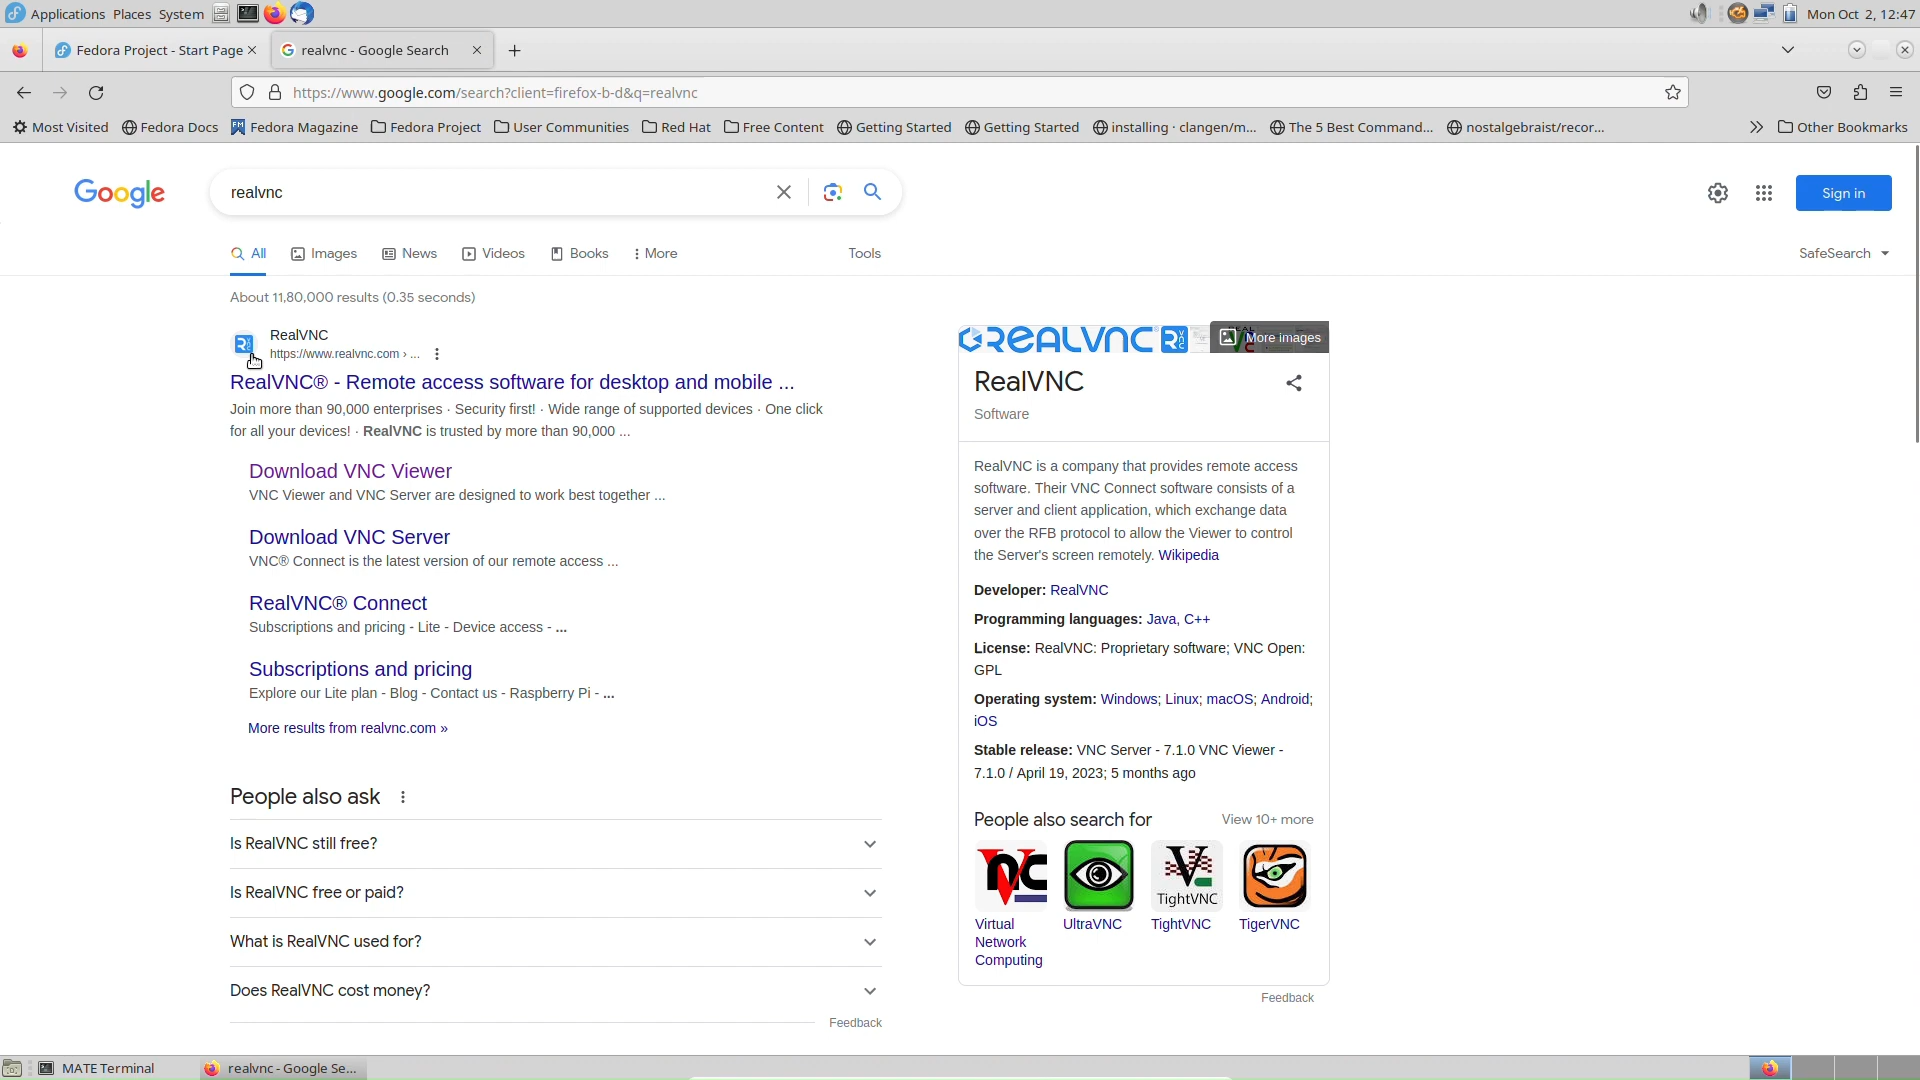 Applications Places System
Mon Oct 2, 12:47
Fedora Project - Start Page
realvnc - Google Search
https://www.google.com/search?client=firefox-b-d&q=realvnc
Most Visited Fedora Docs Fedora Magazine Fedora Project User Communities Red Hat Free Content Getting Started Getting Started installing · clangen/m... The 5 Best Command... nostalgebraist/recor... Other Bookmarks
Google
realvnc
Sign in
All Images News Videos Books More Tools SafeSearch
About 11,80,000 results (0.35 seconds)
RealVNC
https://www.realvnc.com › ...
RealVNC® - Remote access software for desktop and mobile ...
Join more than 90,000 enterprises · Security first! · Wide range of supported devices · One click
for all your devices! · RealVNC is trusted by more than 90,000 ...
Download VNC Viewer
VNC Viewer and VNC Server are designed to work best together ...
Download VNC Server
VNC® Connect is the latest version of our remote access ...
RealVNC® Connect
Subscriptions and pricing - Lite - Device access - ...
Subscriptions and pricing
Explore our Lite plan - Blog - Contact us - Raspberry Pi - ...
More results from realvnc.com »
People also ask
Is RealVNC still free?
Is RealVNC free or paid?
What is RealVNC used for?
Does RealVNC cost money?
Feedback
REALVNC
More images
RealVNC
Software
RealVNC is a company that provides remote access
software. Their VNC Connect software consists of a
server and client application, which exchange data
over the RFB protocol to allow the Viewer to control
the Server's screen remotely. Wikipedia
Developer: RealVNC
Programming languages: Java, C++
License: RealVNC: Proprietary software; VNC Open:
GPL
Operating system: Windows; Linux; macOS; Android;
iOS
Stable release: VNC Server - 7.1.0 VNC Viewer -
7.1.0 / April 19, 2023; 5 months ago
People also search for
View 10+ more
TightVNC
Virtual
Network
Computing
UltraVNC
TightVNC
TigerVNC
Feedback
MATE Terminal
realvnc - Google Se...